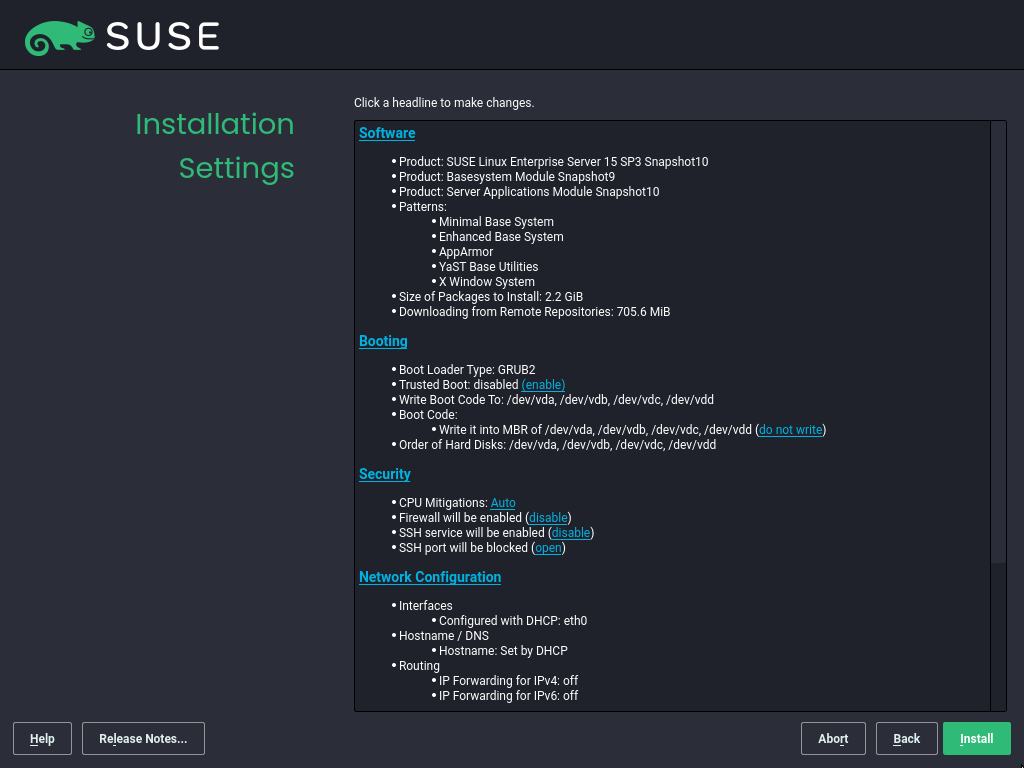 SUSE
Installation
Settings
Click a headline to make changes.
Software
• Product: SUSE Linux Enterprise Server 15 SP3 Snapshot10
• Product: Basesystem Module Snapshot9
• Product: Server Applications Module Snapshot10
• Patterns:
• Minimal Base System
• Enhanced Base System
• AppArmor
• YaST Base Utilities
• X Window System
• Size of Packages to Install: 2.2 GiB
• Downloading from Remote Repositories: 705.6 MiB
Booting
• Boot Loader Type: GRUB2
• Trusted Boot: disabled (enable)
• Write Boot Code To: /dev/vda, /dev/vdb, /dev/vdc, /dev/vdd
• Boot Code:
• Write it into MBR of /dev/vda, /dev/vdb, /dev/vdc, /dev/vdd (do not write)
• Order of Hard Disks: /dev/vda, /dev/vdb, /dev/vdc, /dev/vdd
Security
• CPU Mitigations: Auto
• Firewall will be enabled (disable)
• SSH service will be enabled (disable)
• SSH port will be blocked (open)
Network Configuration
• Interfaces
• Configured with DHCP: eth0
• Hostname / DNS
• Hostname: Set by DHCP
• Routing
• IP Forwarding for IPv4: off
• IP Forwarding for IPv6: off
Help Release Notes... Abort Back Install